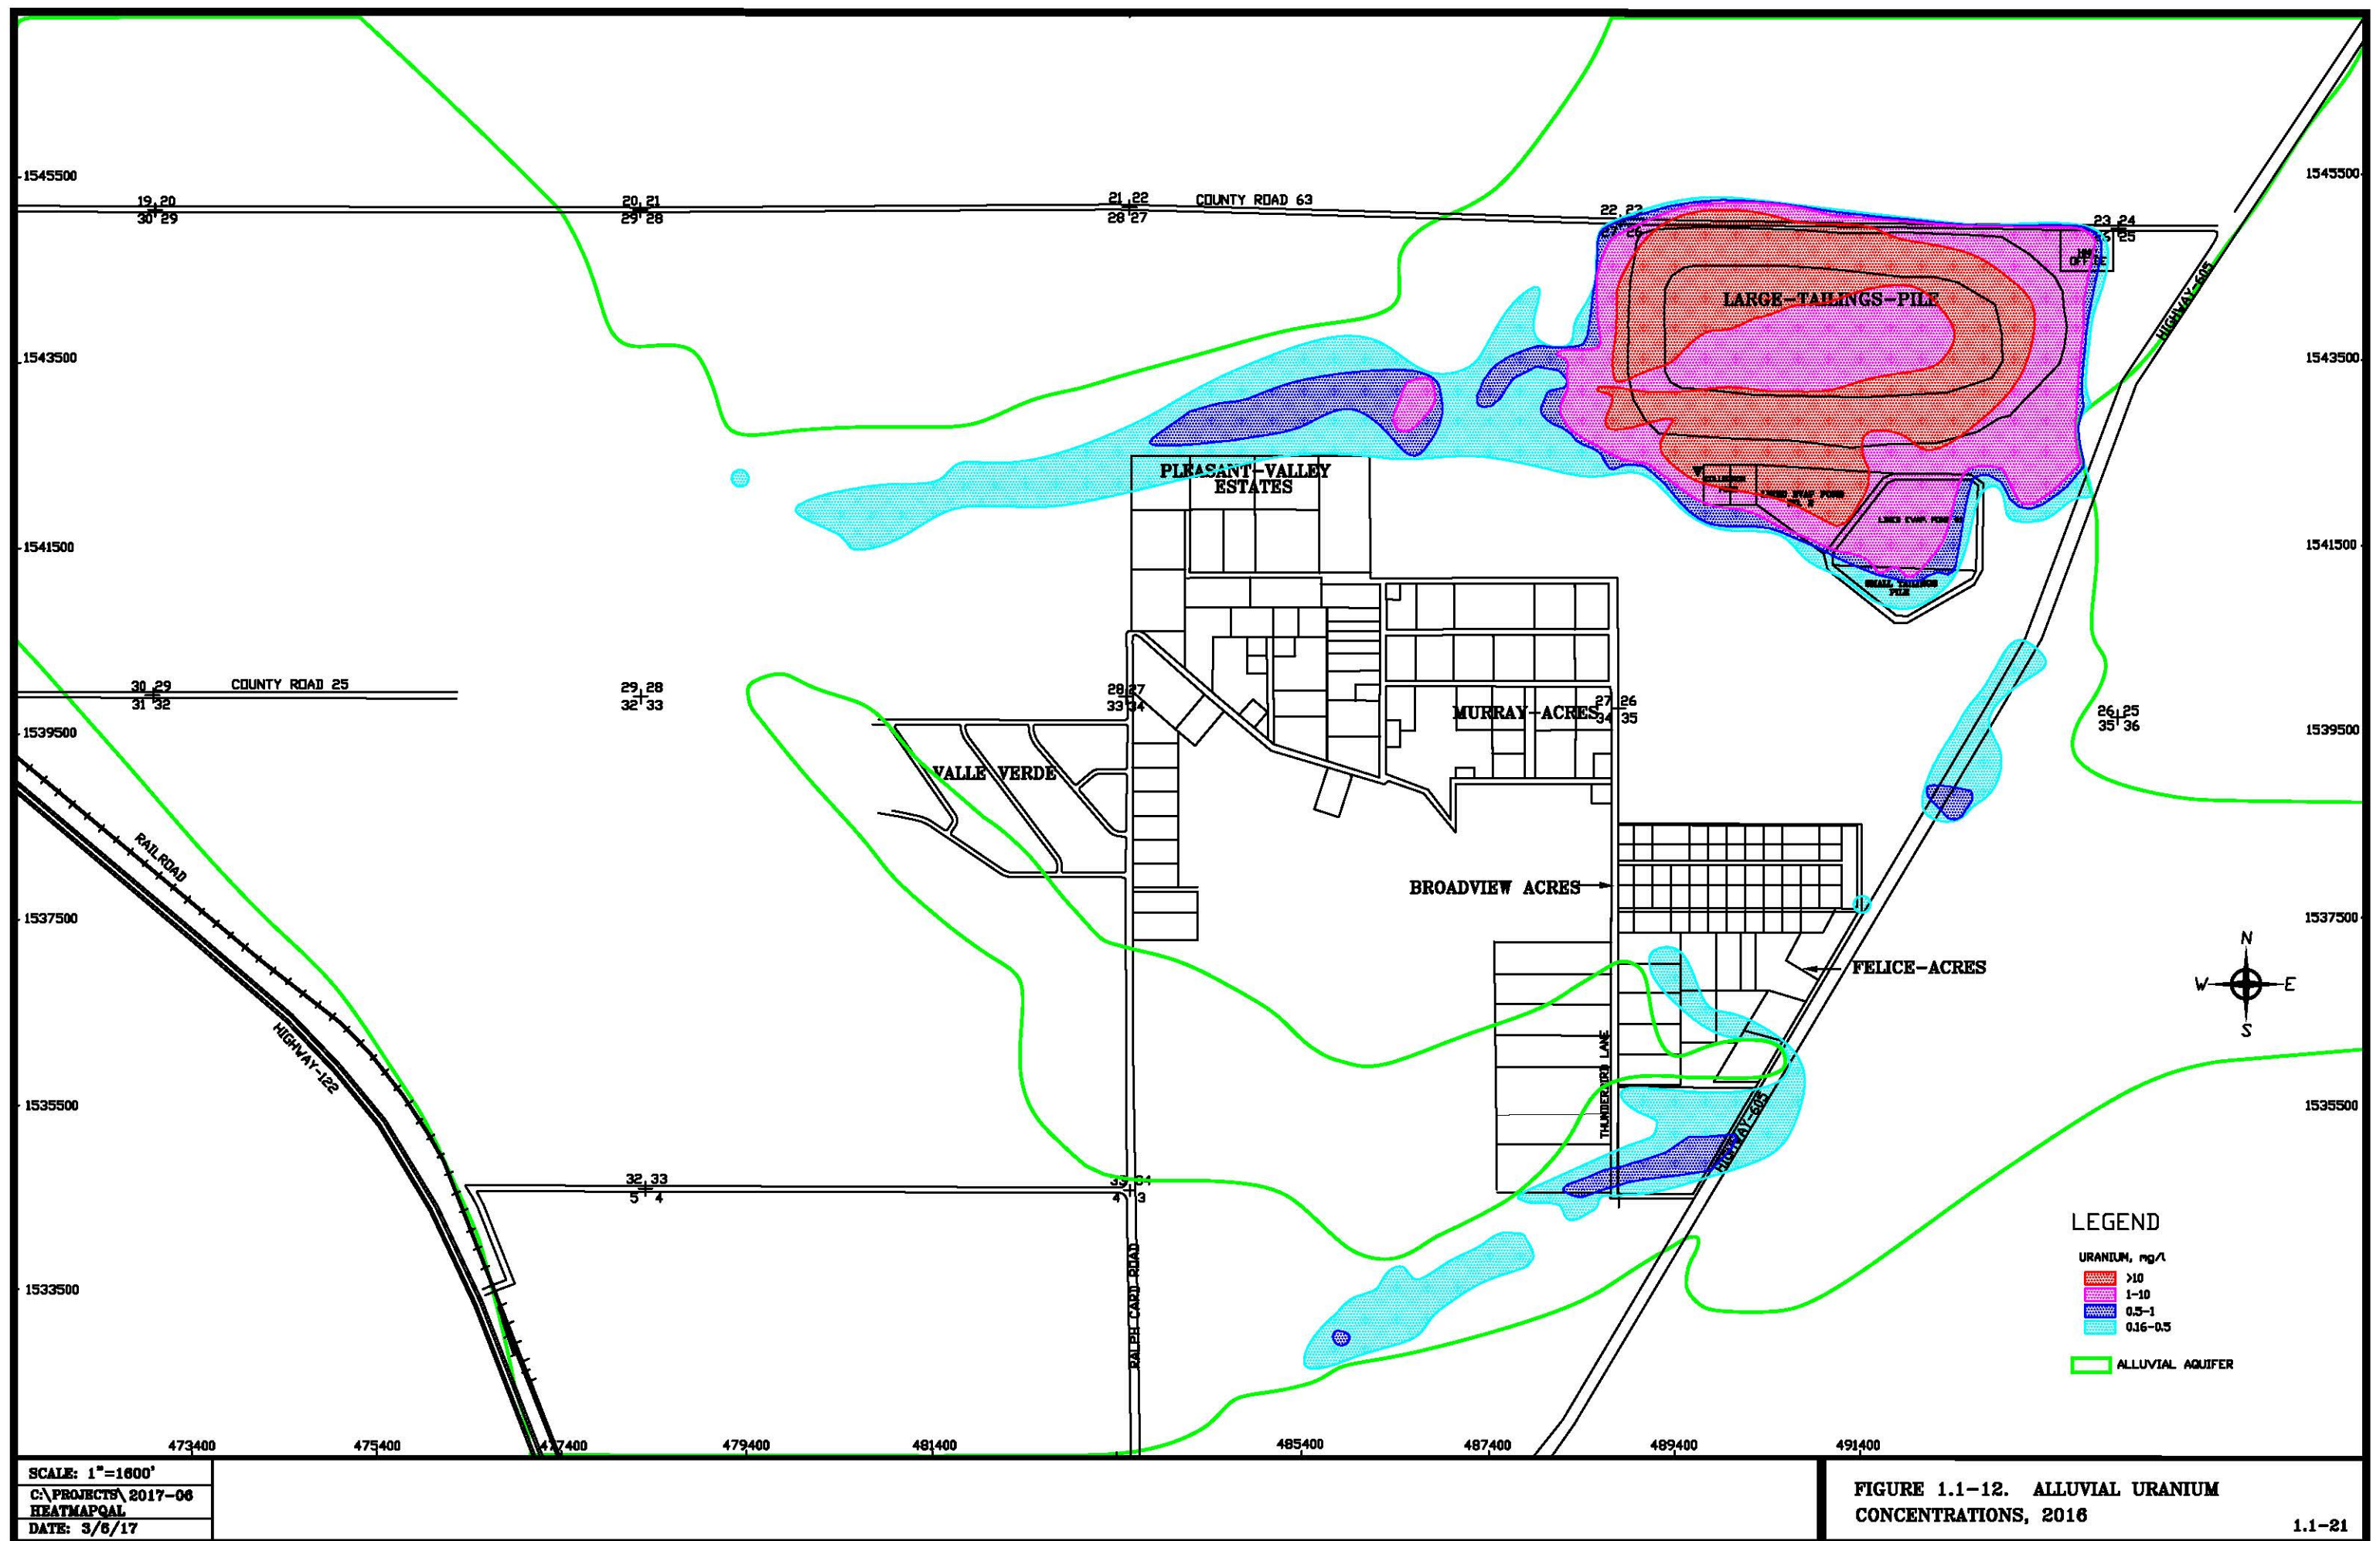 1545500
1545500
19 20
30 29
20 21
29 28
21 22
28 27
COUNTY ROAD 63
22
26
23 24
25
HIGHWAY-605
LARGE-TAILINGS-PILE
1543500
1543500
PLEASANT-VALLEY
ESTATES
1541500
1541500
SMALL TAILINGS
PILE
30 29
31 32
COUNTY ROAD 25
29 28
32 33
28 27
33 34
27 26
34 35
26 25
35 36
MURRAY-ACRES
1539500
1539500
VALLE VERDE
RAILROAD
BROADVIEW ACRES
1537500
1537500
FELICE-ACRES
N
W
E
S
HIGHWAY-122
THUNDERBIRD LANE
HIGHWAY-605
1535500
1535500
32 33
5 4
4 3
RALPH CARD ROAD
1533500
LEGEND
URANIUM, mg/l
>10
1-10
0.5-1
0.16-0.5
ALLUVIAL AQUIFER
473400
475400
477400
479400
481400
485400
487400
489400
491400
SCALE: 1"=1600'
C:\PROJECTS\2017-06
HEATMAPQAL
DATE: 3/6/17
FIGURE 1.1-12. ALLUVIAL URANIUM
CONCENTRATIONS, 2016
1.1-21